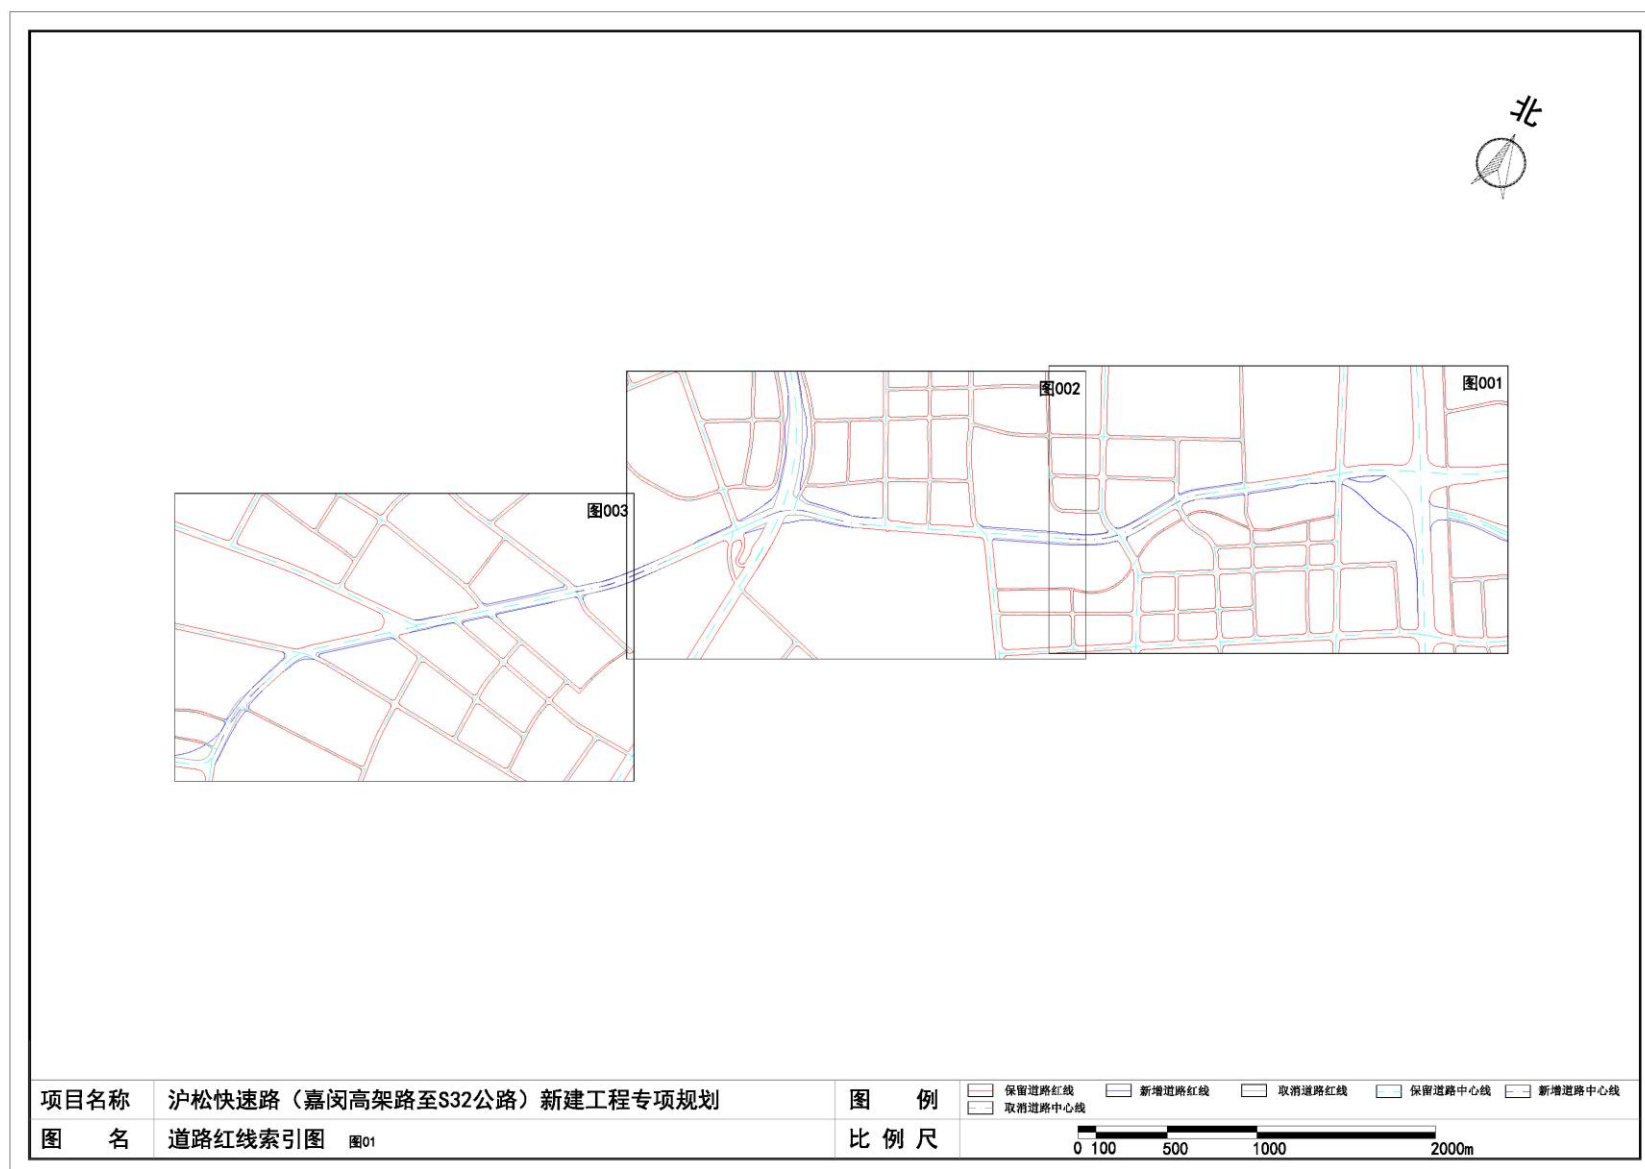 北
图001
图002
图003
项目名称 沪松快速路（嘉闵高架路至S32公路）新建工程专项规划
图 例 保留道路红线 新增道路红线 取消道路红线 保留道路中心线 新增道路中心线
取消道路中心线
图 名 道路红线索引图 图01
比 例 尺 0 100 500 1000 2000m